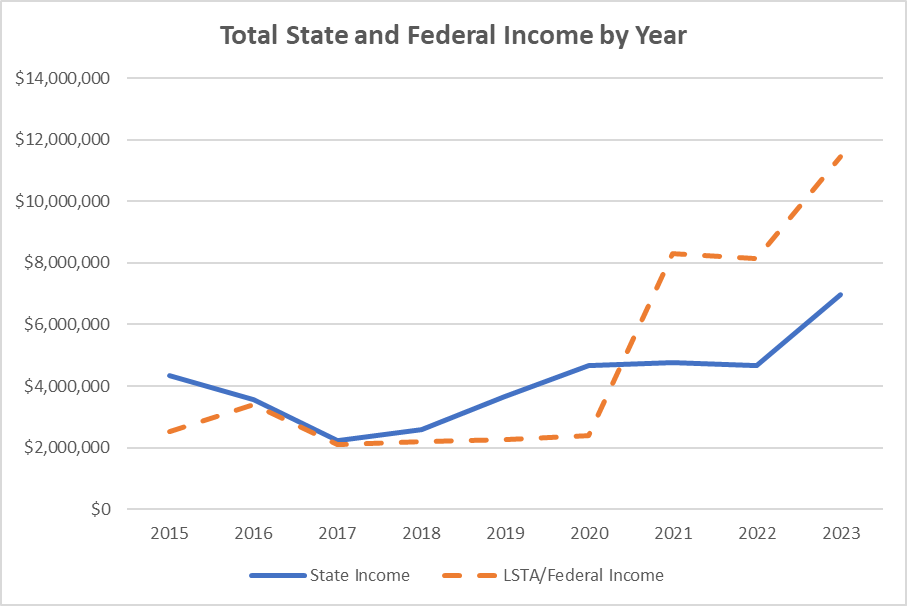 Total State and Federal Income by Year
$14,000,000
$12,000,000
$10,000,000
$8,000,000
$6,000,000
$4,000,000
$2,000,000
$0
2015 2016 2017 2018 2019 2020 2021 2022 2023
State Income LSTA/Federal Income